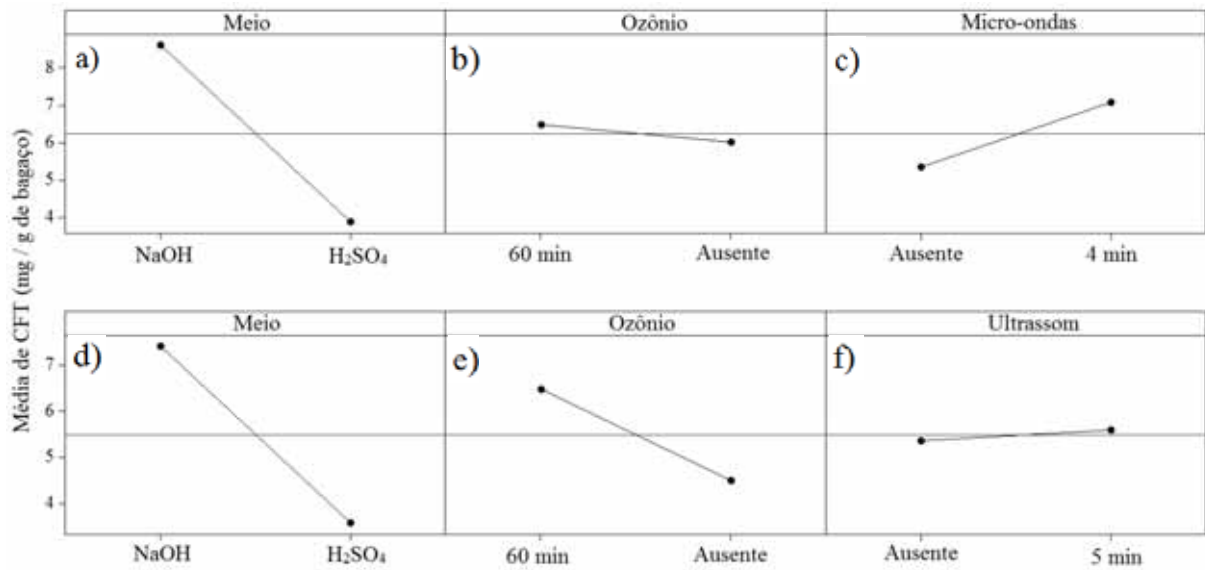 Média de CFT (mg / g de bagaço)
Meio
Ozônio
Micro-ondas
a)
b)
c)
8
7
6
5
4
NaOH
H₂SO₄
60 min
Ausente
Ausente
4 min
Meio
Ozônio
Ultrassom
d)
e)
f)
7
6
5
4
NaOH
H₂SO₄
60 min
Ausente
Ausente
5 min